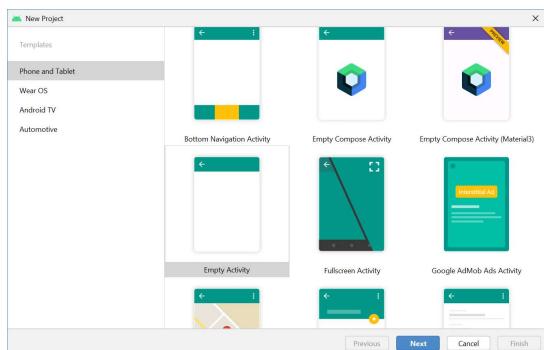 New Project
Templates
Phone and Tablet
Wear OS
Android TV
Automotive
PREVIEW
Bottom Navigation Activity
Empty Compose Activity
Empty Compose Activity (Material3)
Interstitial Ad
Empty Activity
Fullscreen Activity
Google AdMob Ads Activity
Previous
Next
Cancel
Finish